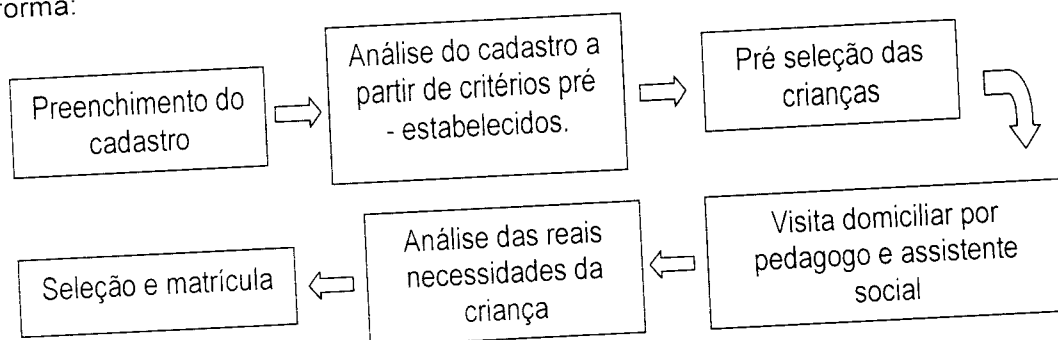 forma:
Preenchimento do
cadastro
Análise do cadastro a
partir de critérios pré
- estabelecidos.
Pré seleção das
crianças
Visita domiciliar por
pedagogo e assistente
social
Análise das reais
necessidades da
criança
Seleção e matrícula